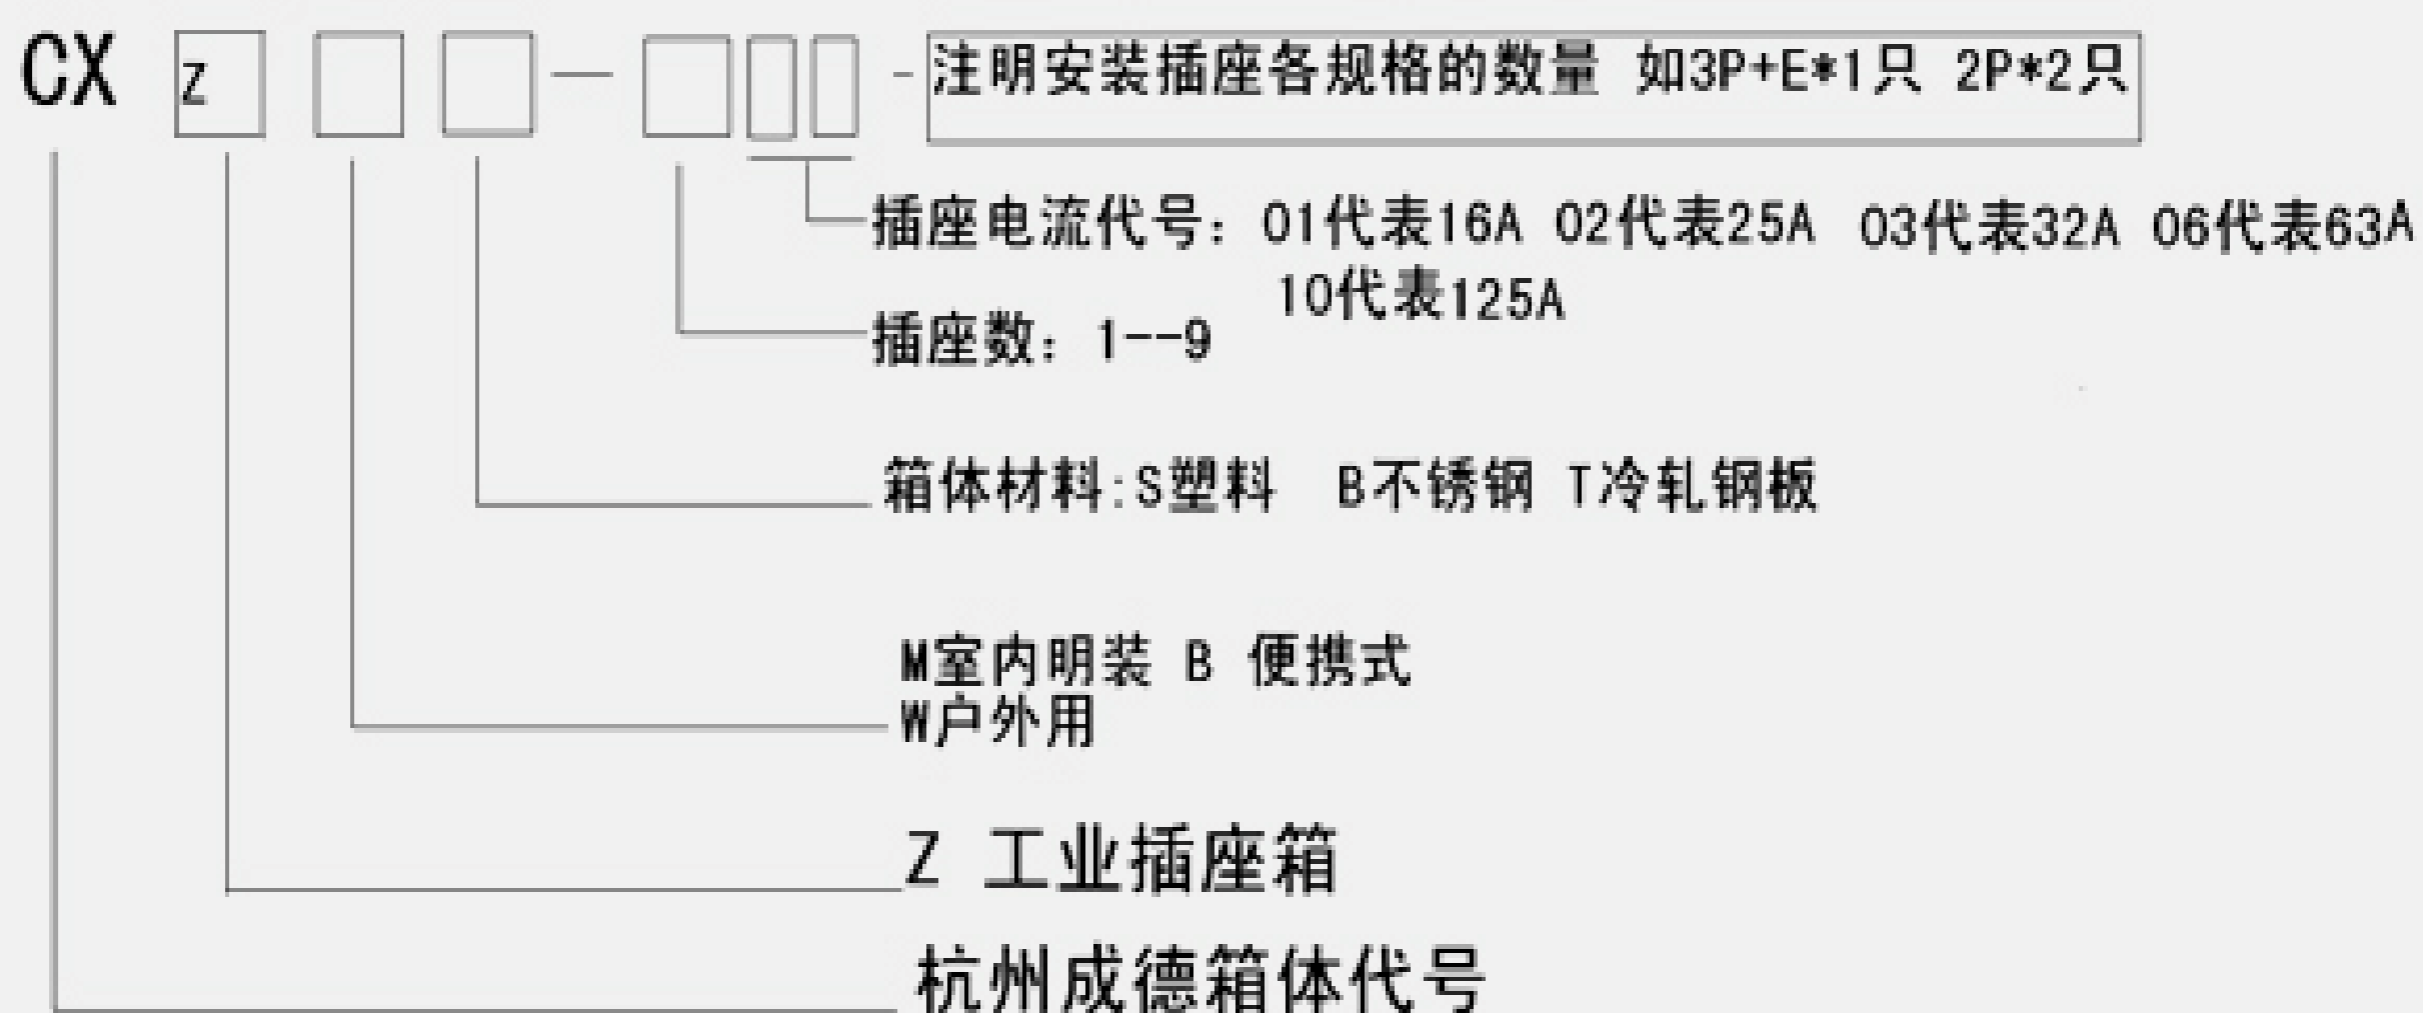 CX Z — - 注明安装插座各规格的数量 如3P+E*1只 2P*2只
插座电流代号：01代表16A 02代表25A 03代表32A 06代表63A
10代表125A
插座数：1--9
箱体材料:S塑料 B不锈钢 T冷轧钢板
M室内明装 B 便携式
W户外用
Z 工业插座箱
杭州成德箱体代号